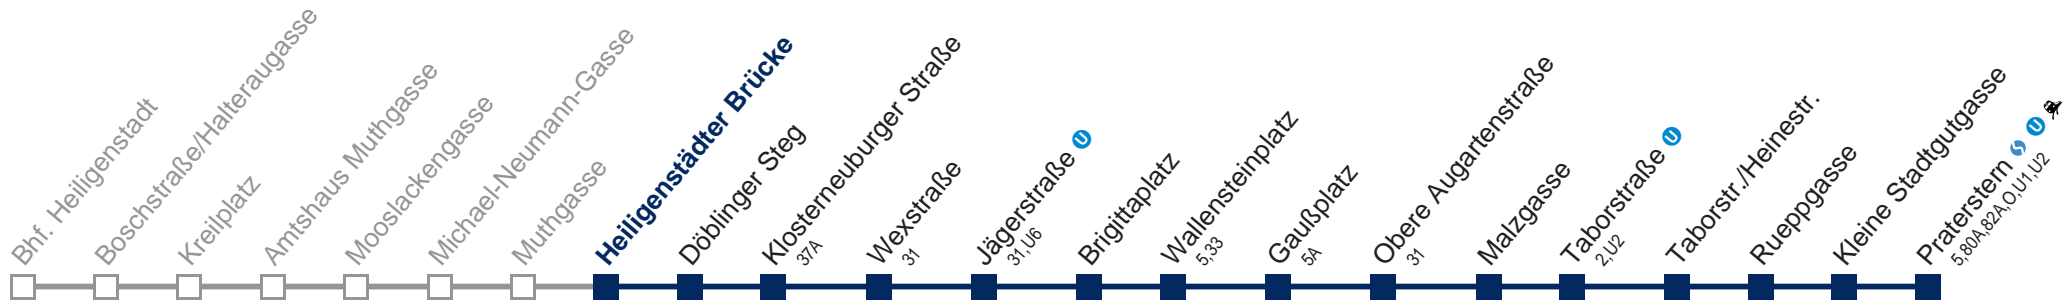 Bhf. Heiligenstadt
Boschstraße/Halteraugasse
Kreilplatz
Amtshaus Muthgasse
Mooslackengasse
Michael-Neumann-Gasse
Muthgasse
Heiligenstädter Brücke
Döblinger Steg
Klosterneuburger Straße
37A
Wexstraße
31
Jägerstraße U
31, U6
Brigittaplatz
Wallensteinplatz
5,33
Gaußplatz
5A
Obere Augartenstraße
31
Malzgasse
Taborstraße U
2,U2
Taborstr./Heinestr.
Rueppgasse
Kleine Stadtgutgasse
Praterstern S U
5,80A,82A,O,U1,U2